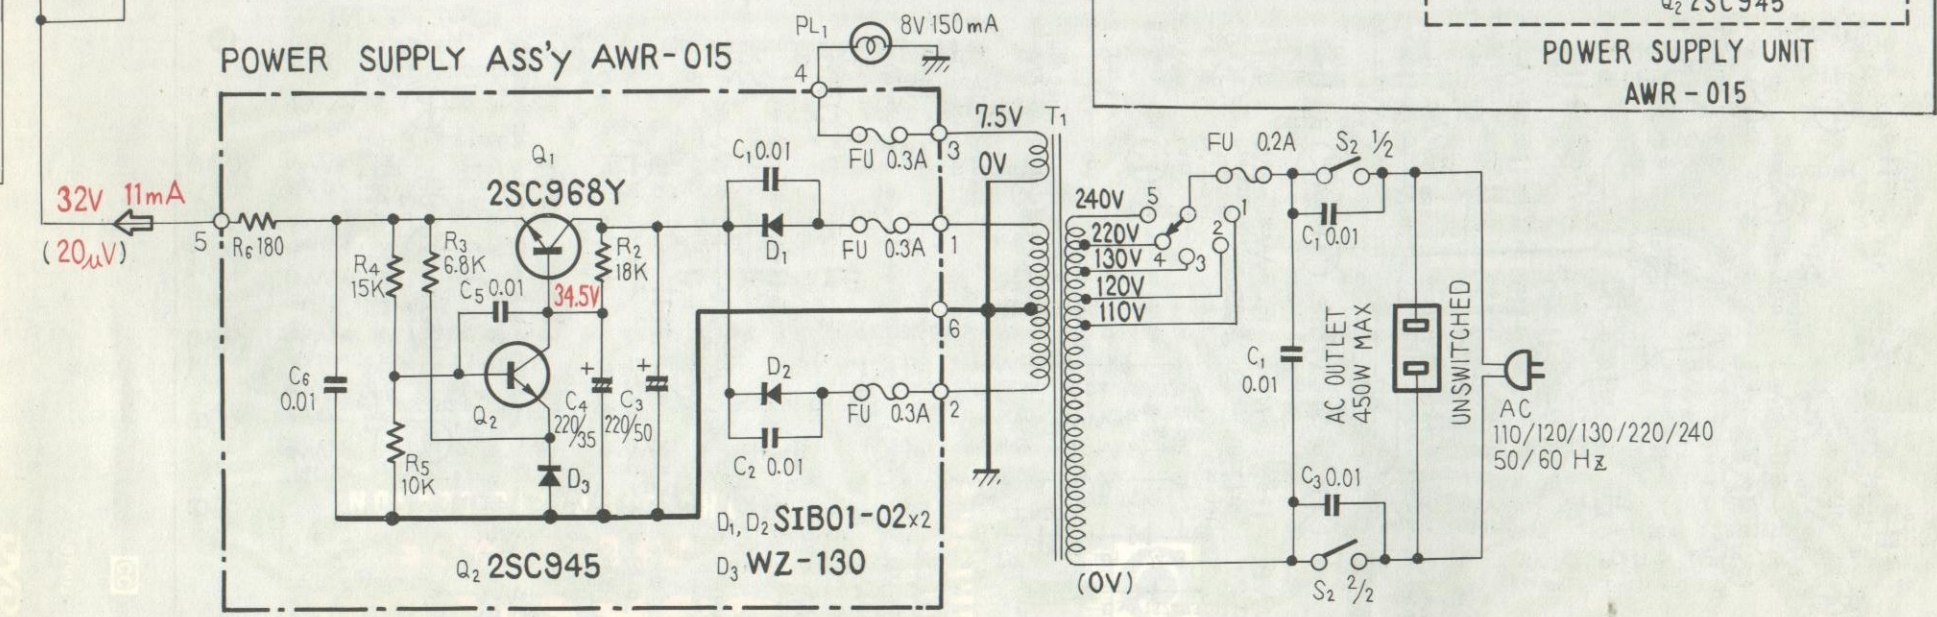 Q₂ 2SC945
POWER SUPPLY UNIT
AWR-015
POWER SUPPLY ASS'y AWR-015
PL₁
8V 150mA
4
FU 0.3A
3
7.5V
T₁
0V
FU 0.2A
S₂ ½
C₁ 0.01
32V 11mA
(20μV)
5
R₆ 180
Q₁
2SC968Y
R₄
15K
R₃
6.8K
C₅ 0.01
34.5V
R₂
18K
C₁ 0.01
D₁
FU 0.3A
1
6
240V 5
220V
130V 4
3
120V
2
110V
1
C₁
0.01
AC OUTLET
450W MAX
UNSWITCHED
AC
110/120/130/220/240
50/60 Hz
C₆
0.01
R₅
10K
Q₂
D₃
+
C₄
220/35
+
C₃
220/50
D₂
C₂ 0.01
FU 0.3A
2
C₃ 0.01
S₂ 2/2
(0V)
D₁, D₂ SIB01-02×2
Q₂ 2SC945
D₃ WZ-130